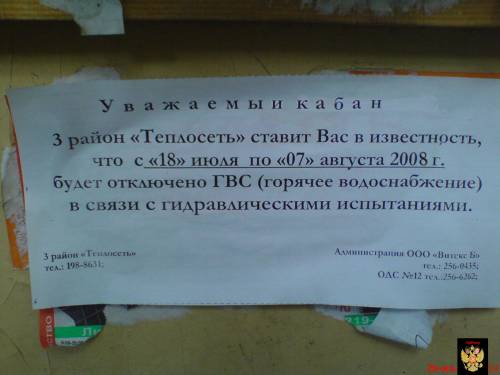 Уважаемыи кабан
3 район «Теплосеть» ставит Вас в известность,
что с «18» июля по «07» августа 2008 г.
будет отключено ГВС (горячее водоснабжение)
в связи с гидравлическими испытаниями.
3 район «Теплосеть»
тел.: 198-8631;
Администрация ООО «Витекс Б»
тел.: 256-0435;
ОДС №12 тел.:256-6262;